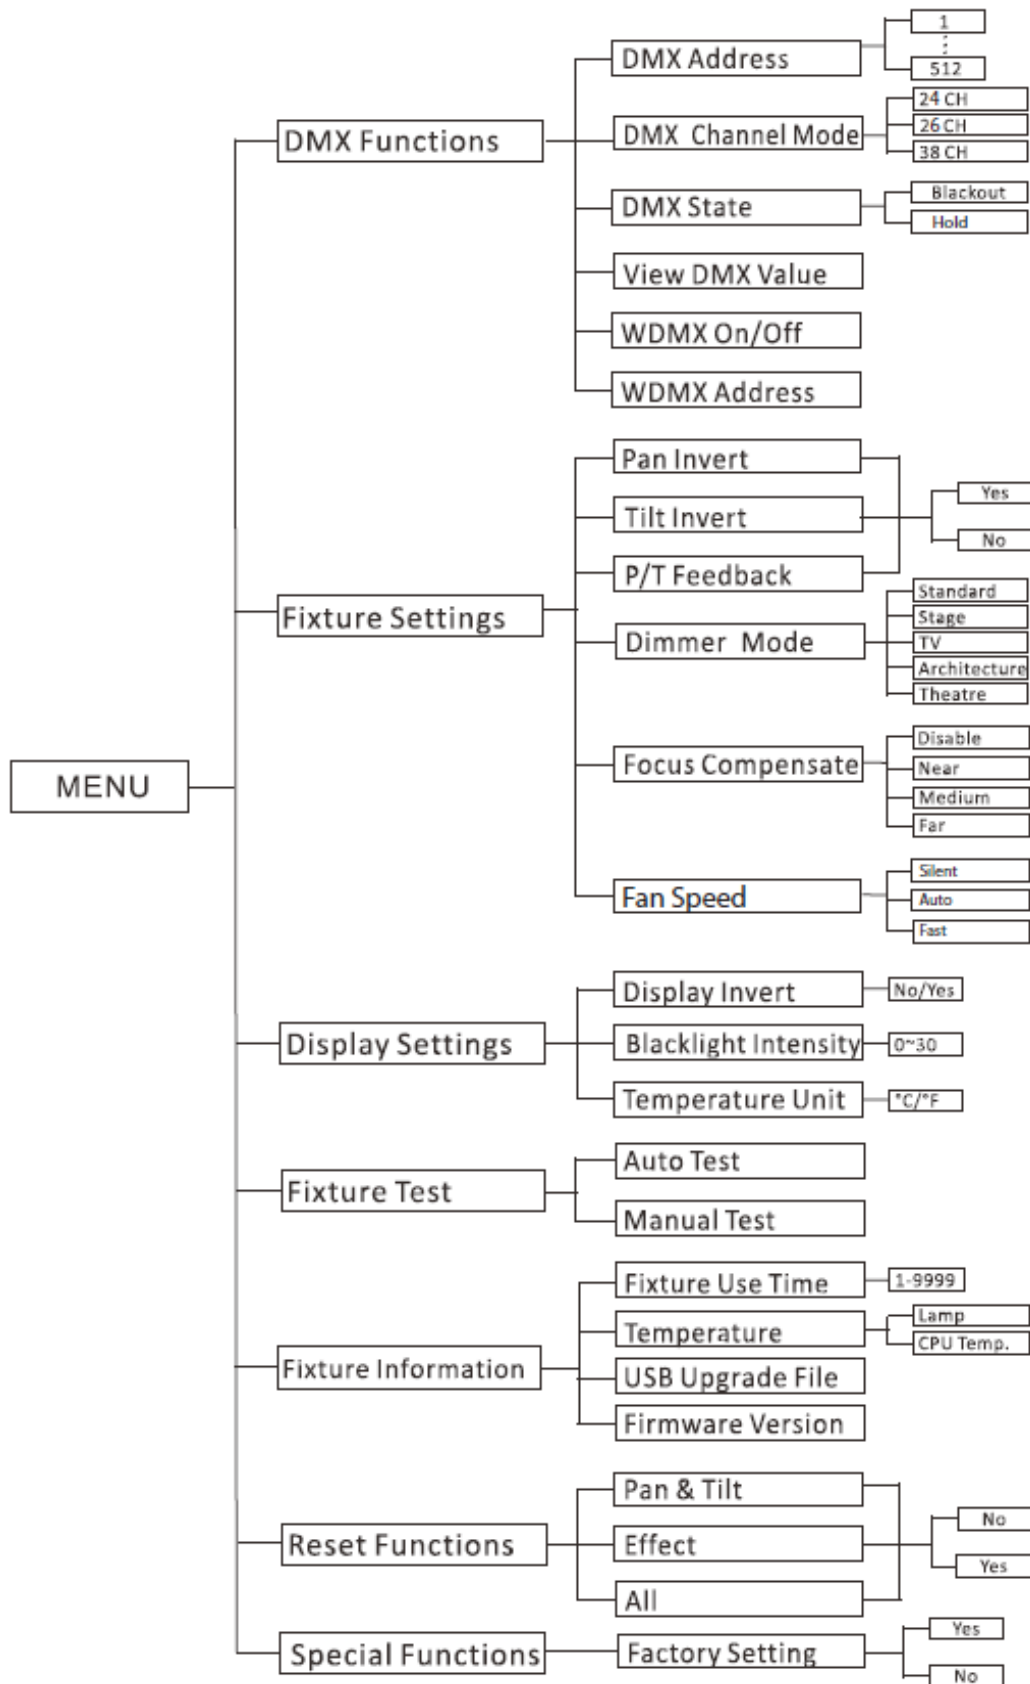 MENU
DMX Functions
DMX Address
1
512
DMX Channel Mode
24 CH
26 CH
38 CH
DMX State
Blackout
Hold
View DMX Value
WDMX On/Off
WDMX Address
Fixture Settings
Pan Invert
Tilt Invert
P/T Feedback
Yes
No
Dimmer Mode
Standard
Stage
TV
Architecture
Theatre
Focus Compensate
Disable
Near
Medium
Far
Fan Speed
Silent
Auto
Fast
Display Settings
Display Invert
No/Yes
Blacklight Intensity
0~30
Temperature Unit
°C/°F
Fixture Test
Auto Test
Manual Test
Fixture Information
Fixture Use Time
1-9999
Temperature
Lamp
CPU Temp.
USB Upgrade File
Firmware Version
Reset Functions
Pan & Tilt
Effect
All
No
Yes
Special Functions
Factory Setting
Yes
No